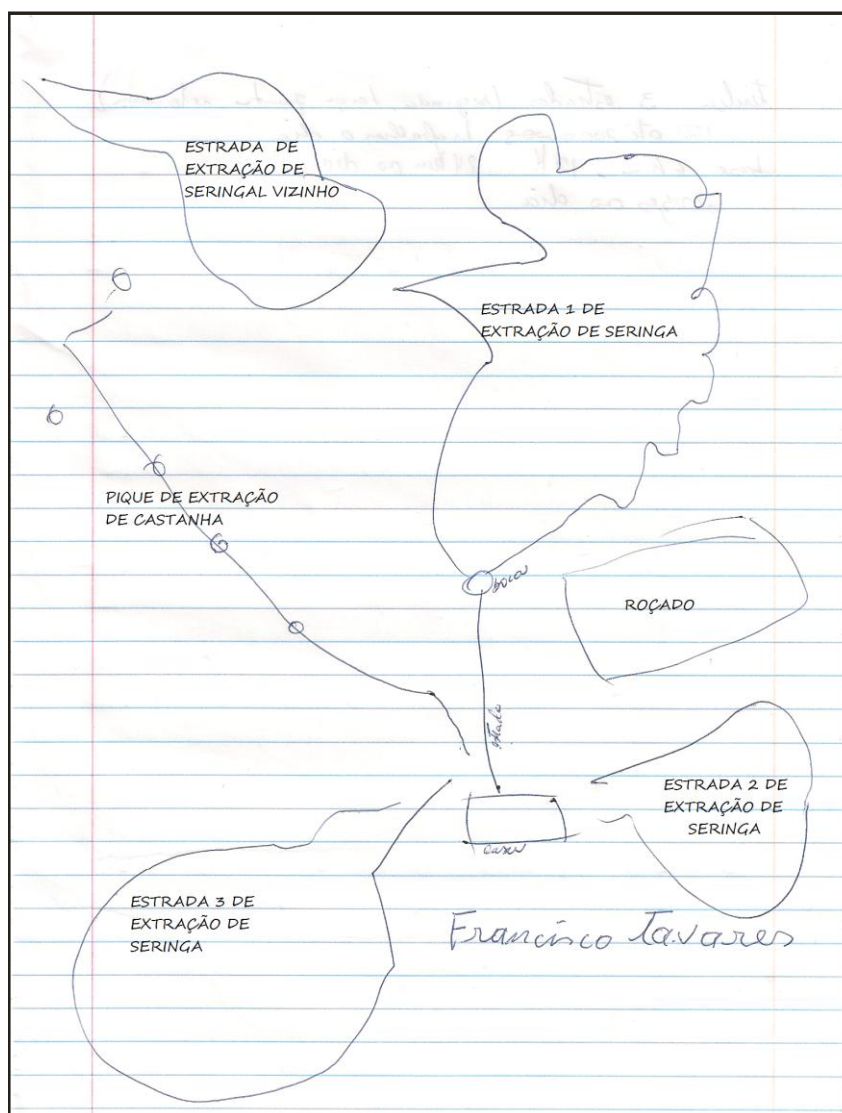 ESTRADA DE
EXTRAÇÃO DE
SERINGAL VIZINHO
ESTRADA 1 DE
EXTRAÇÃO DE SERINGA
PIQUE DE EXTRAÇÃO
DE CASTANHA
boca
ROÇADO
estrada
ESTRADA 2 DE
EXTRAÇÃO DE
SERINGA
casa
ESTRADA 3 DE
EXTRAÇÃO DE
SERINGA
Francisco Tavares